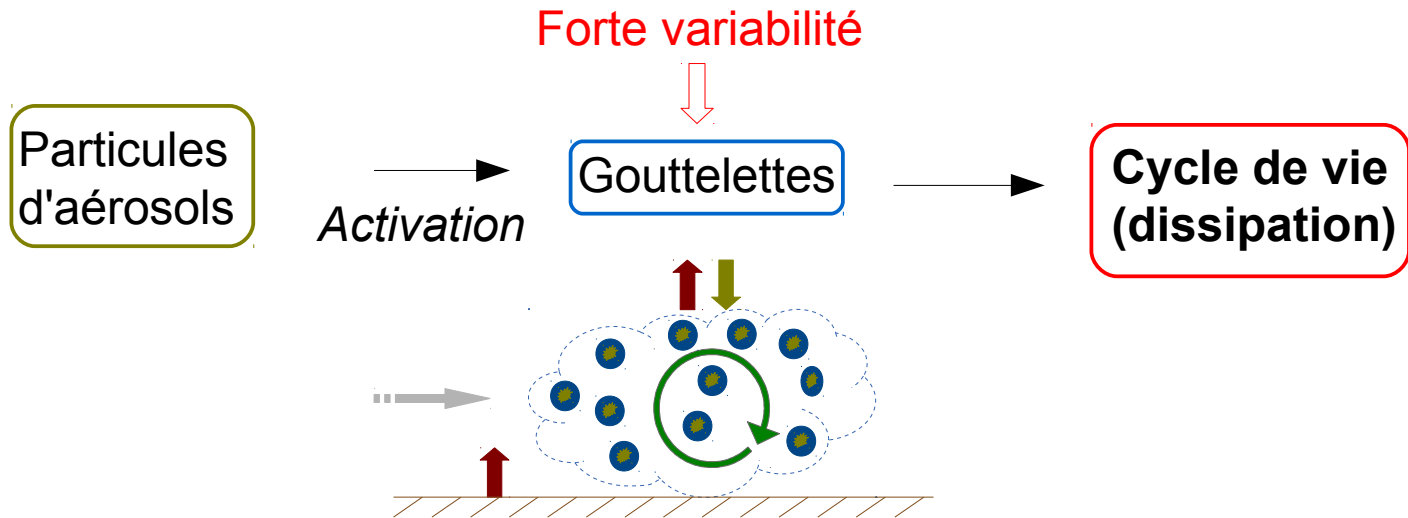 Forte variabilité
Particules
d'aérosols
Activation
Gouttelettes
Cycle de vie
(dissipation)